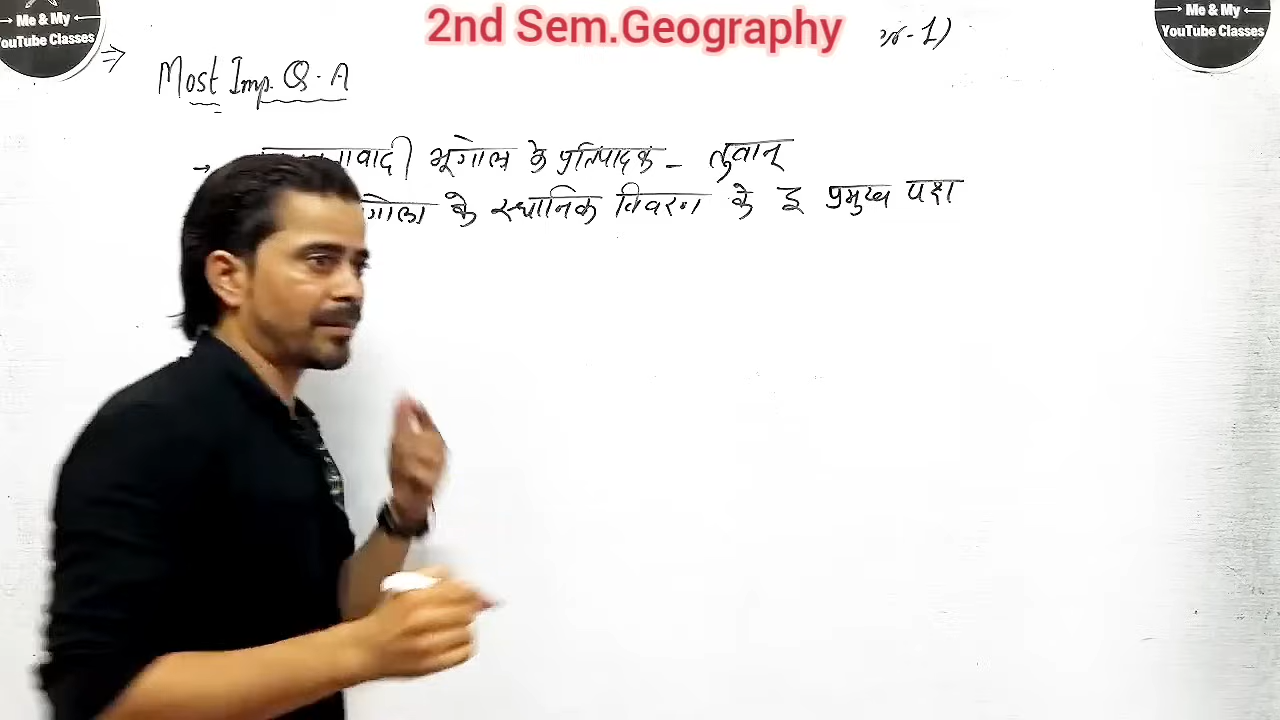 Me & My
YouTube Classes
2nd Sem.Geography
-1)
Me & My
YouTube Classes
Most Imp. Q.A
भूगोल के प्रतिपादक - तुवान्
के स्थानिक विवरण के 3 प्रमुख पक्ष